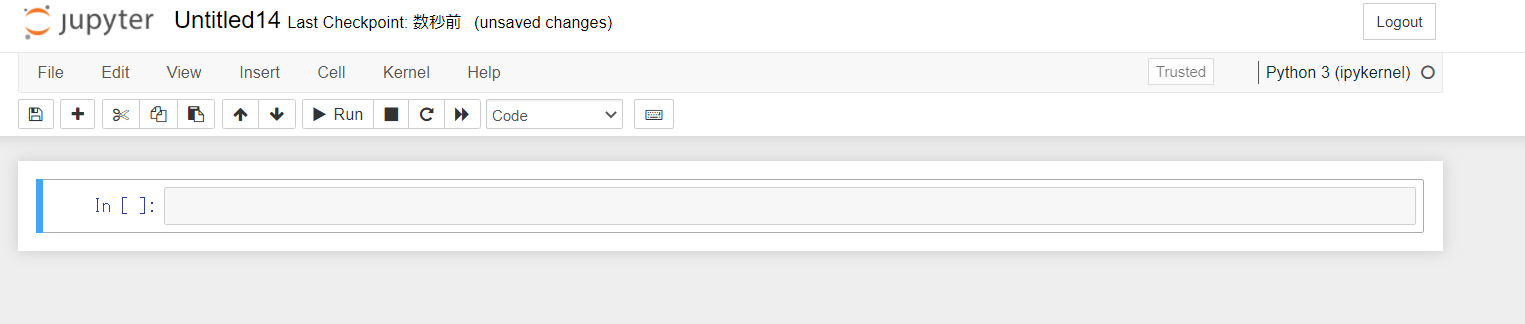 jupyter Untitled14 Last Checkpoint: 数秒前 (unsaved changes) Logout
File Edit View Insert Cell Kernel Help Trusted Python 3 (ipykernel)
Run Code
In [ ]: